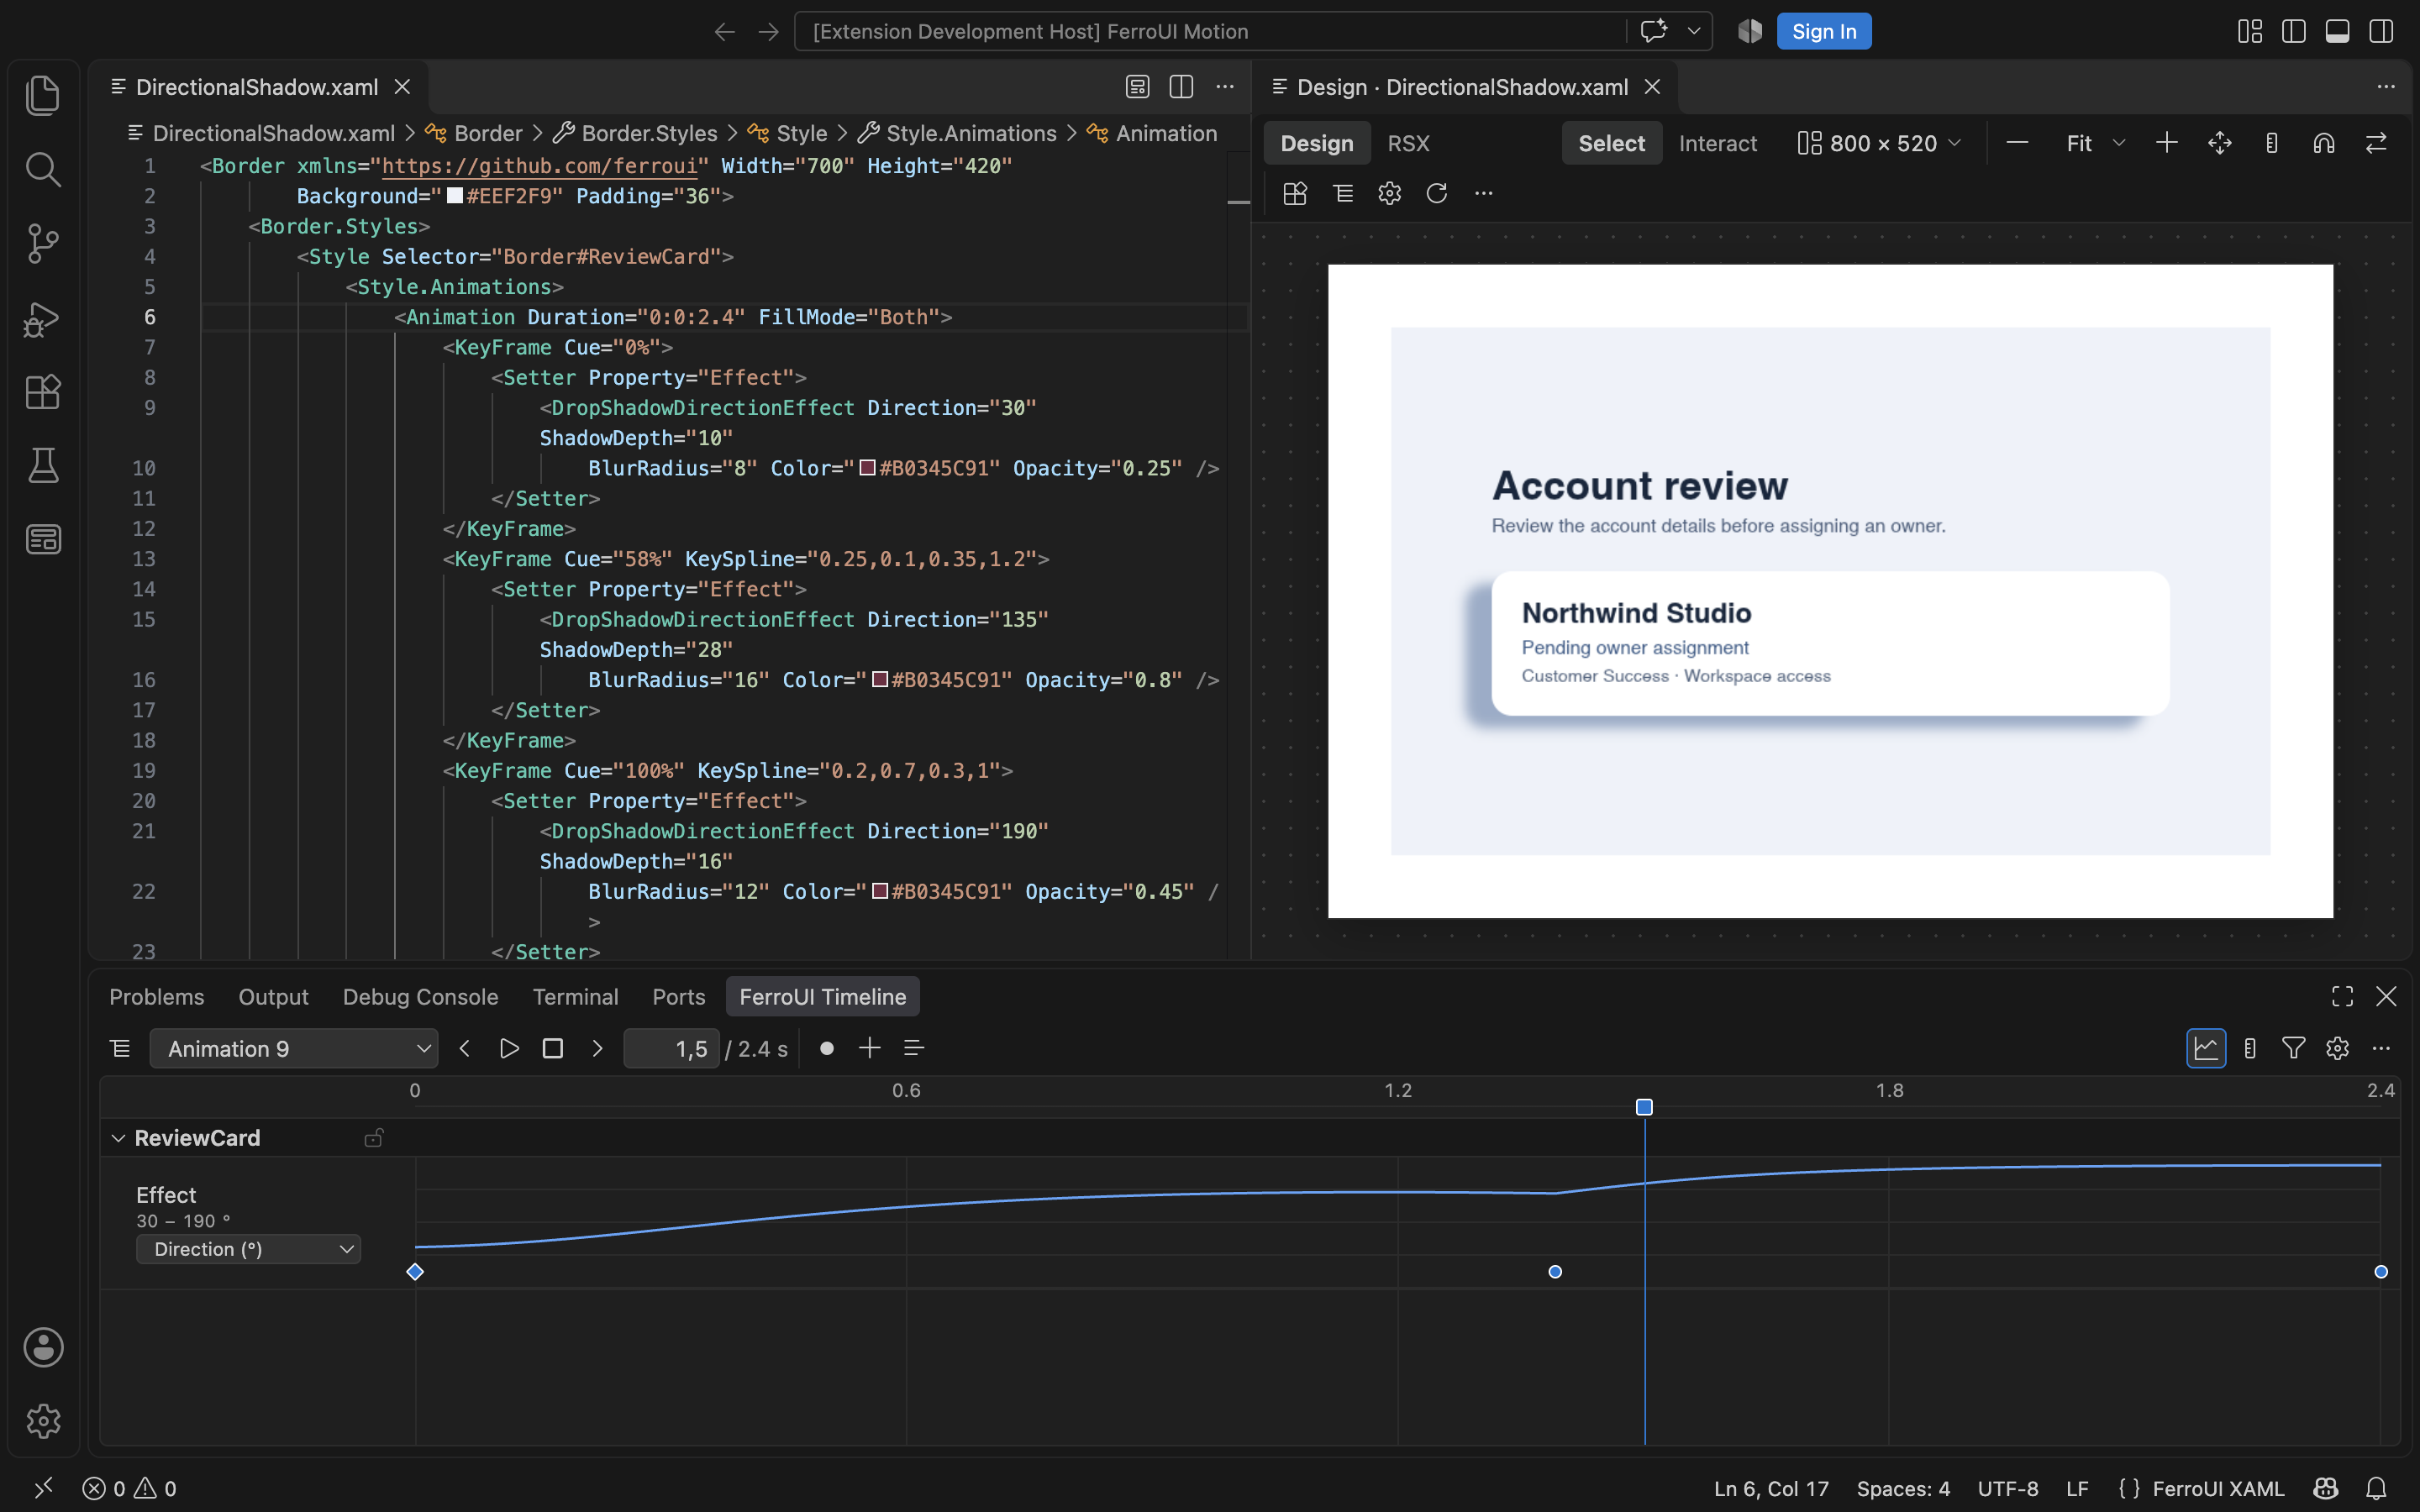 [Extension Development Host] FerroUI Motion
Sign In
DirectionalShadow.xaml
DirectionalShadow.xaml > Border > Border.Styles > Style > Style.Animations > Animation
1 <Border xmlns="https://github.com/ferroui" Width="700" Height="420"
2 Background="#EEF2F9" Padding="36">
3 <Border.Styles>
4 <Style Selector="Border#ReviewCard">
5 <Style.Animations>
6 <Animation Duration="0:0:2.4" FillMode="Both">
7 <KeyFrame Cue="0%">
8 <Setter Property="Effect">
9 <DropShadowDirectionEffect Direction="30"
ShadowDepth="10"
10 BlurRadius="8" Color="#B0345C91" Opacity="0.25" />
11 </Setter>
12 </KeyFrame>
13 <KeyFrame Cue="58%" KeySpline="0.25,0.1,0.35,1.2">
14 <Setter Property="Effect">
15 <DropShadowDirectionEffect Direction="135"
ShadowDepth="28"
16 BlurRadius="16" Color="#B0345C91" Opacity="0.8" />
17 </Setter>
18 </KeyFrame>
19 <KeyFrame Cue="100%" KeySpline="0.2,0.7,0.3,1">
20 <Setter Property="Effect">
21 <DropShadowDirectionEffect Direction="190"
ShadowDepth="16"
22 BlurRadius="12" Color="#B0345C91" Opacity="0.45" /
>
23 </Setter>
Design · DirectionalShadow.xaml
Design RSX Select Interact 800 × 520 Fit
Account review
Review the account details before assigning an owner.
Northwind Studio
Pending owner assignment
Customer Success · Workspace access
Problems Output Debug Console Terminal Ports FerroUI Timeline
Animation 9 1,5 / 2.4 s
0 0.6 1.2 1.8 2.4
ReviewCard
Effect
30 – 190 °
Direction (°)
0 0 Ln 6, Col 17 Spaces: 4 UTF-8 LF { } FerroUI XAML